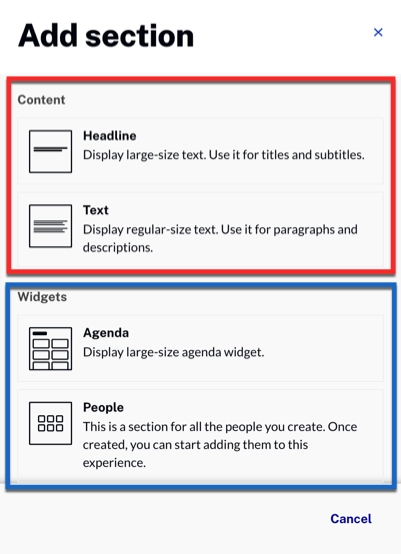 Add section
×
Content
Headline
Display large-size text. Use it for titles and subtitles.
Text
Display regular-size text. Use it for paragraphs and
descriptions.
Widgets
Agenda
Display large-size agenda widget.
People
This is a section for all the people you create. Once
created, you can start adding them to this
experience.
Cancel